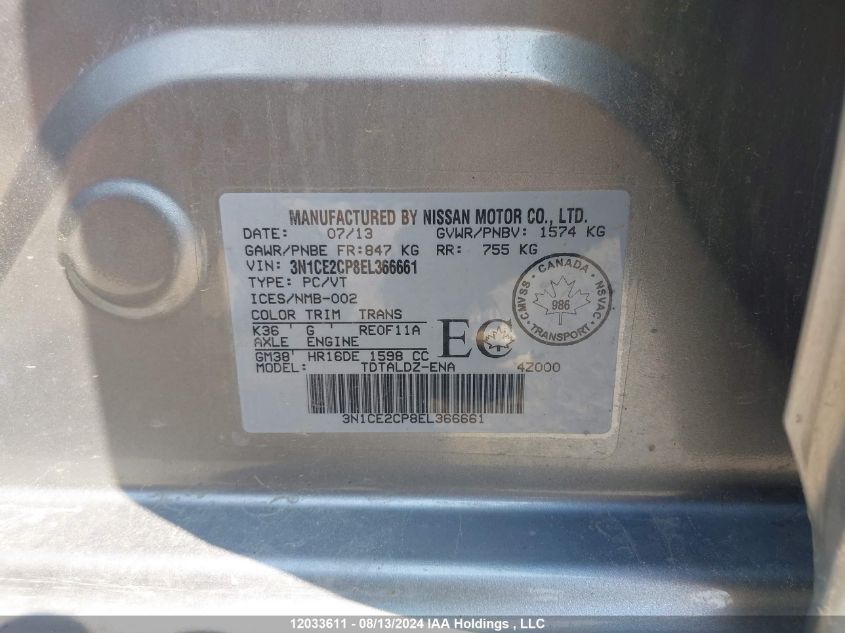 MANUFACTURED BY NISSAN MOTOR CO., LTD.
DATE: 07/13 GVWR/PNBV: 1574 KG
GAWR/PNBE FR: 847 KG RR: 755 KG
VIN: 3N1CE2CP8EL366661
TYPE: PC/VT
ICES/NMB-002
COLOR TRIM TRANS
K36 ' G ' REOF11A
AXLE ENGINE
GM38' HR16DE 1598 CC
MODEL: TDTALDZ-ENA 4Z000
EC
CANADA
CMVSS 986 NSVAC
TRANSPORT
3N1CE2CP8EL366661
12033611 - 08/13/2024 IAA Holdings , LLC